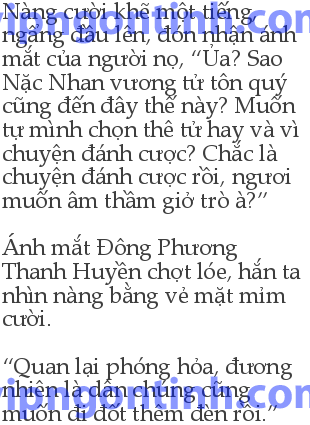 Nàng cười khẽ một tiếng,
ngẩng đầu lên, đón nhận ánh
mắt của người nọ, “Ủa? Sao
Nặc Nhan vương tử tôn quý
cũng đến đây thế này? Muốn
tự mình chọn thê tử hay và vì
chuyện đánh cược? Chắc là
chuyện đánh cược rồi, ngươi
muốn âm thầm giở trò à?”

Ánh mắt Đông Phương
Thanh Huyền chợt lóe, hắn ta
nhìn nàng bằng vẻ mặt mỉm
cười.

“Quan lại phóng hỏa, đương
nhiên là dân chúng cũng
muốn đi đốt thêm đèn rồi.”